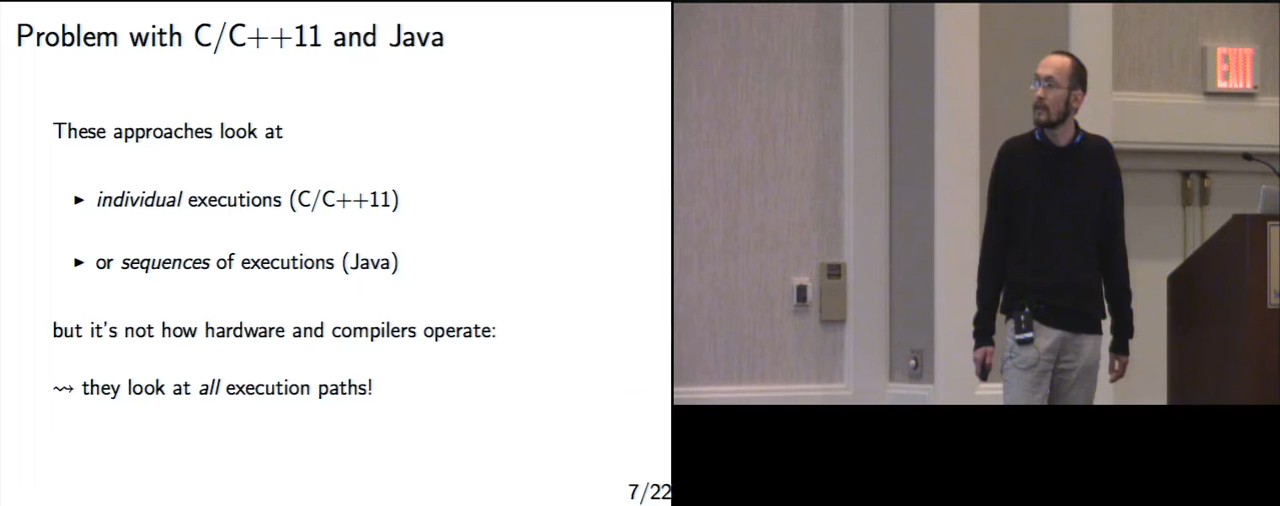 Problem with C/C++11 and Java
These approaches look at
▸ individual executions (C/C++11)
▸ or sequences of executions (Java)
but it's not how hardware and compilers operate:
⇝ they look at all execution paths!
7/22
EXIT